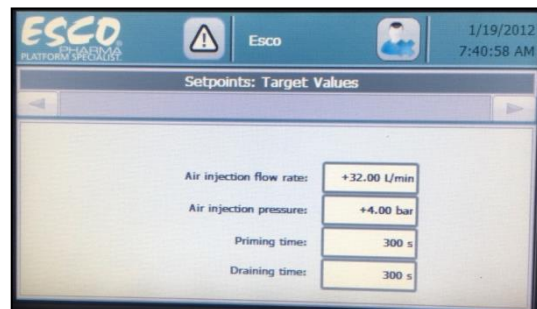 ESCO
PHARMA
PLATFORM SPECIALIST.
Esco
1/19/2012
7:40:58 AM
Setpoints: Target Values
Air injection flow rate: +32.00 L/min
Air injection pressure: +4.00 bar
Priming time: 300 s
Draining time: 300 s